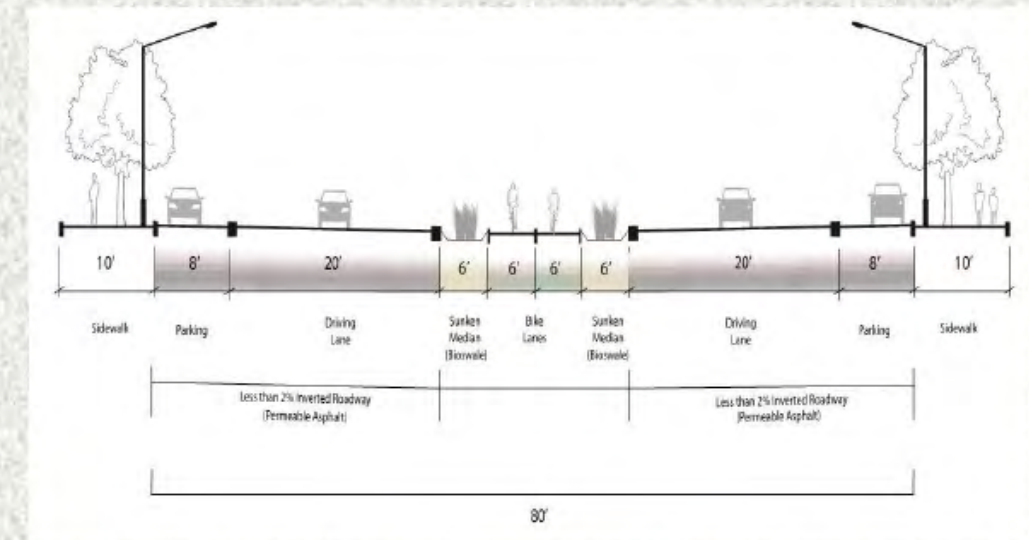 10' 8' 20' 6' 6' 6' 6' 20' 8' 10'
Sidewalk
Parking
Driving
Lane
Sunken
Median
(Bioswale)
Bike
Lanes
Sunken
Median
(Bioswale)
Driving
Lane
Parking
Sidewalk
Less than 2% Inverted Roadway
(Permeable Asphalt)
Less than 2% Inverted Roadway
(Permeable Asphalt)
80'